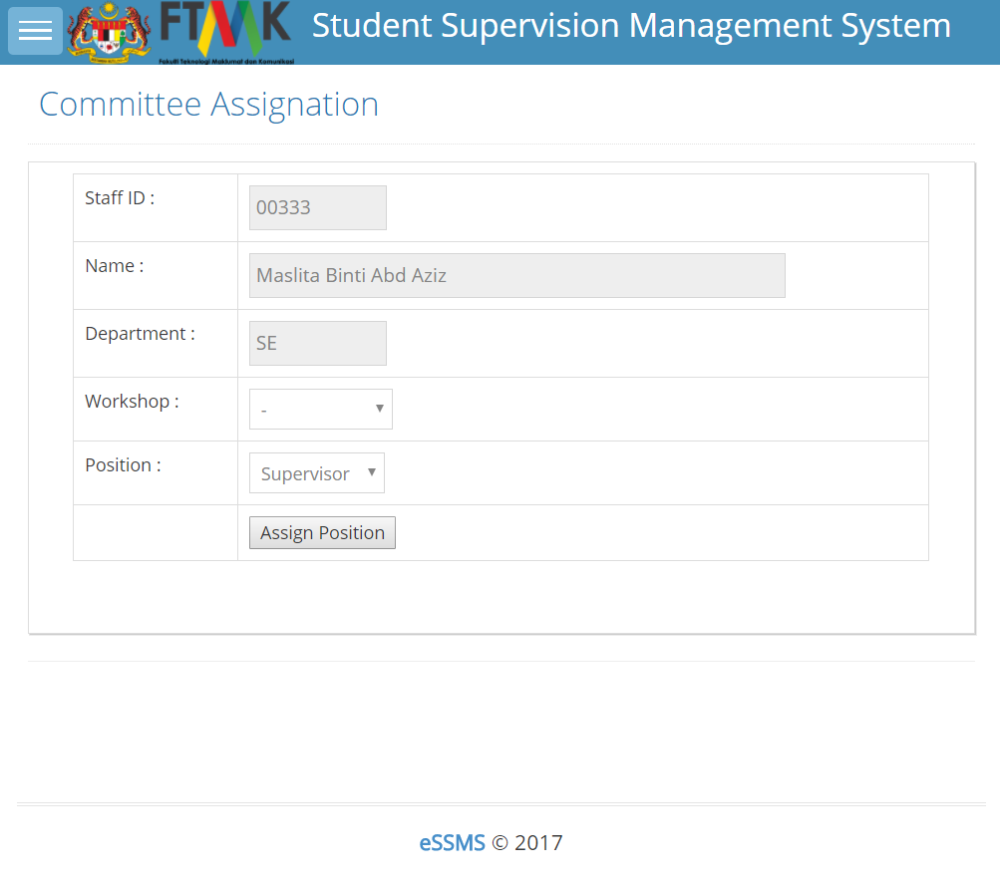 FTMK
Fakulti Teknologi Maklumat dan Komunikasi
Student Supervision Management System
Committee Assignation
Staff ID : 00333
Name : Maslita Binti Abd Aziz
Department : SE
Workshop : -
Position : Supervisor
Assign Position
eSSMS © 2017